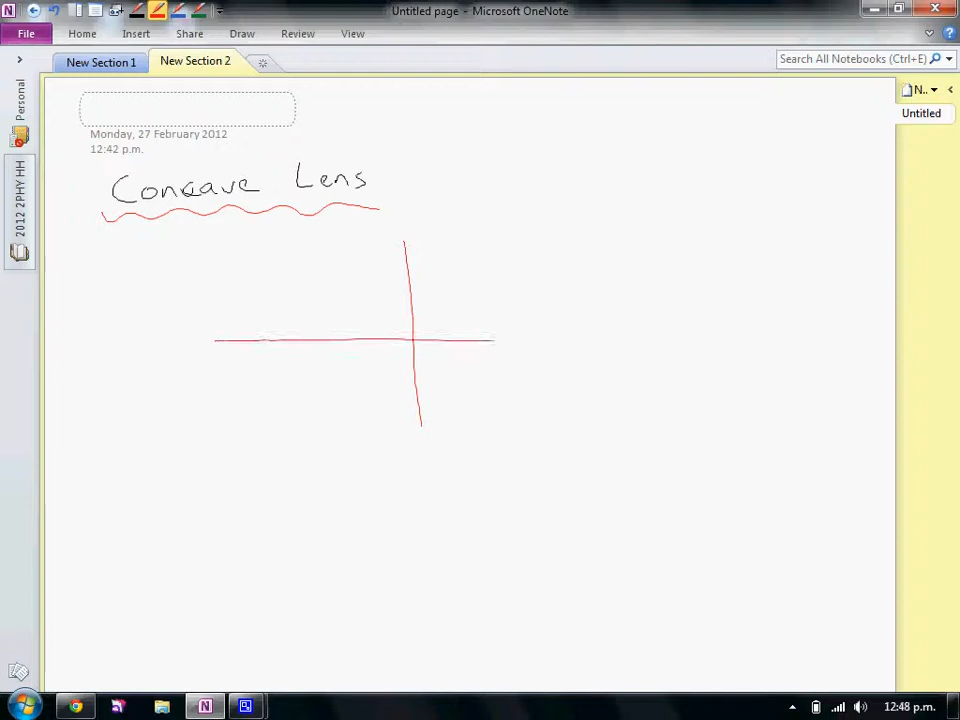 Untitled page - Microsoft OneNote
File Home Insert Share Draw Review View
New Section 1 New Section 2
Search All Notebooks (Ctrl+E)
N..
Untitled
Personal
2012 2PHY HH
Monday, 27 February 2012
12:42 p.m.
Concave Lens
12:48 p.m.